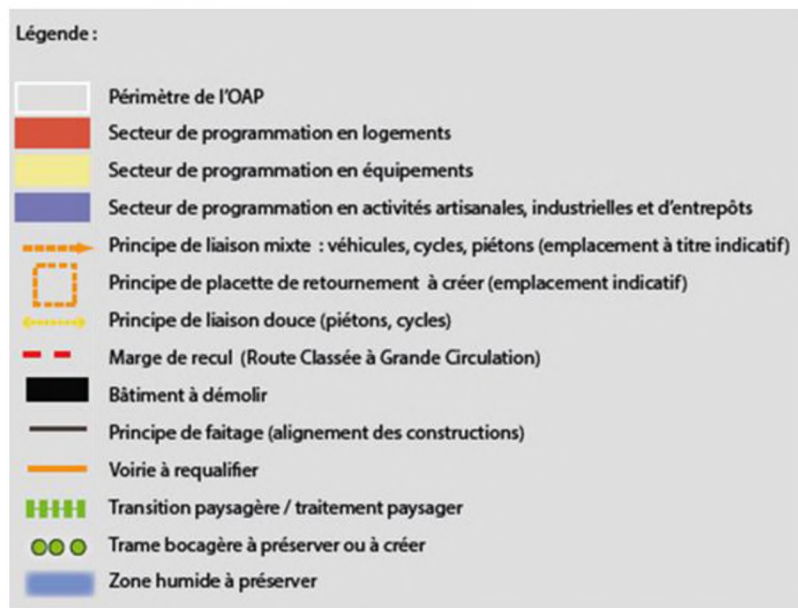 Légende :
Périmètre de l'OAP
Secteur de programmation en logements
Secteur de programmation en équipements
Secteur de programmation en activités artisanales, industrielles et d'entrepôts
Principe de liaison mixte : véhicules, cycles, piétons (emplacement à titre indicatif)
Principe de placette de retournement à créer (emplacement indicatif)
Principe de liaison douce (piétons, cycles)
Marge de recul (Route Classée à Grande Circulation)
Bâtiment à démolir
Principe de faitage (alignement des constructions)
Voirie à requalifier
Transition paysagère / traitement paysager
Trame bocagère à préserver ou à créer
Zone humide à préserver